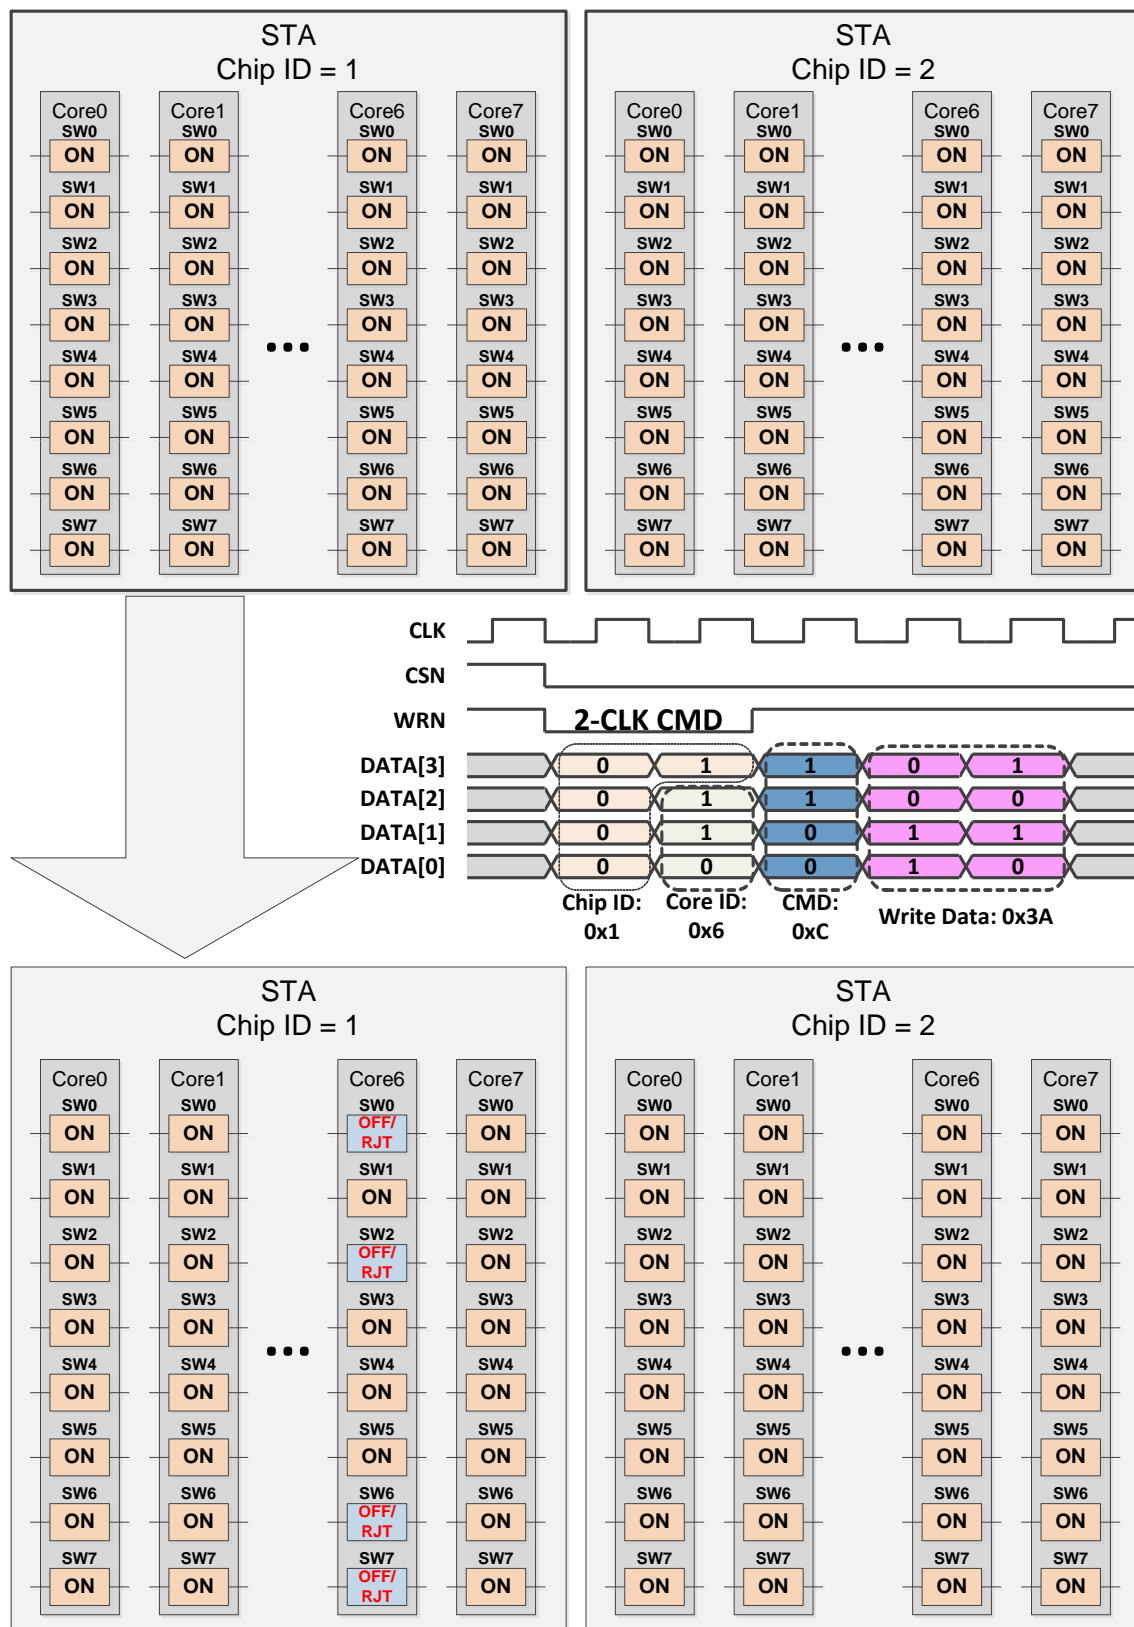 STA
Chip ID = 1
STA
Chip ID = 2
Core0 Core1 Core6 Core7
Core0 Core1 Core6 Core7
SW0 SW0 SW0 SW0 SW0 SW0 SW0 SW0
ON ON ON ON ON ON ON ON
SW1 SW1 SW1 SW1 SW1 SW1 SW1 SW1
ON ON ON ON ON ON ON ON
SW2 SW2 SW2 SW2 SW2 SW2 SW2 SW2
ON ON ON ON ON ON ON ON
SW3 SW3 SW3 SW3 SW3 SW3 SW3 SW3
ON ON ON ON ON ON ON ON
... ...
SW4 SW4 SW4 SW4 SW4 SW4 SW4 SW4
ON ON ON ON ON ON ON ON
SW5 SW5 SW5 SW5 SW5 SW5 SW5 SW5
ON ON ON ON ON ON ON ON
SW6 SW6 SW6 SW6 SW6 SW6 SW6 SW6
ON ON ON ON ON ON ON ON
SW7 SW7 SW7 SW7 SW7 SW7 SW7 SW7
ON ON ON ON ON ON ON ON
CLK
CSN
WRN 2-CLK CMD
DATA[3] 0 1 1 0 1
DATA[2] 0 1 1 0 0
DATA[1] 0 1 0 1 1
DATA[0] 0 0 0 1 0
Chip ID: Core ID: CMD: Write Data: 0x3A
0x1 0x6 0xC
STA
Chip ID = 1
STA
Chip ID = 2
Core0 Core1 Core6 Core7
Core0 Core1 Core6 Core7
SW0 SW0 SW0 SW0 SW0 SW0 SW0 SW0
ON ON OFF/RJT ON ON ON ON ON
SW1 SW1 SW1 SW1 SW1 SW1 SW1 SW1
ON ON ON ON ON ON ON ON
SW2 SW2 SW2 SW2 SW2 SW2 SW2 SW2
ON ON OFF/RJT ON ON ON ON ON
SW3 SW3 SW3 SW3 SW3 SW3 SW3 SW3
ON ON ON ON ON ON ON ON
... ...
SW4 SW4 SW4 SW4 SW4 SW4 SW4 SW4
ON ON ON ON ON ON ON ON
SW5 SW5 SW5 SW5 SW5 SW5 SW5 SW5
ON ON ON ON ON ON ON ON
SW6 SW6 SW6 SW6 SW6 SW6 SW6 SW6
ON ON OFF/RJT ON ON ON ON ON
SW7 SW7 SW7 SW7 SW7 SW7 SW7 SW7
ON ON OFF/RJT ON ON ON ON ON